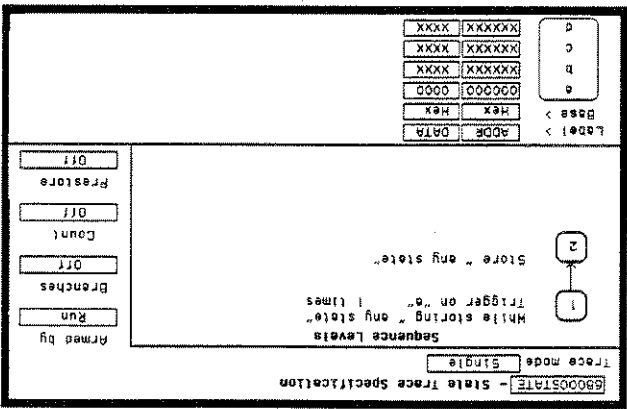 68000STATE - State Trace Specification
Trace mode Single
Sequence Levels
While storing " any state"
Trigger on "a" 1 times
Store " any state"
1
2
Armed by
Run
Branches
Off
Count
Off
Prestore
Off
Label > ADDR DATA
Base > Hex Hex
a 000000 0000
b XXXXXX XXXX
c XXXXXX XXXX
d XXXXXX XXXX